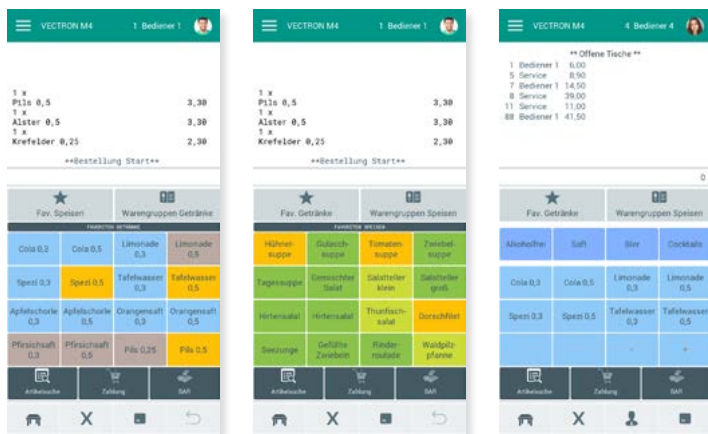 VECTRON M4 1 Bediener 1
1 x
Pils 0,5 3,30
1 x
Alster 0,5 3,30
1 x
Krefelder 0,25 2,30
**Bestellung Start**
Fav. Speisen Warengruppen Getränke
FAVORITEN GETRÄNKE
Cola 0,3 Cola 0,5 Limonade 0,3 Limonade 0,5
Spezi 0,3 Spezi 0,5 Tafelwasser 0,3 Tafelwasser 0,5
Apfelschorle 0,3 Apfelschorle 0,5 Orangensaft 0,3 Orangensaft 0,5
Pfirsichsaft 0,3 Pfirsichsaft 0,5 Pils 0,25 Pils 0,5
Artikelsuche Zahlung BAR
X
VECTRON M4 1 Bediener 1
1 x
Pils 0,5 3,30
1 x
Alster 0,5 3,30
1 x
Krefelder 0,25 2,30
**Bestellung Start**
Fav. Getränke Warengruppen Speisen
FAVORITEN SPEISEN
Hühner-suppe Gulasch-suppe Tomaten-suppe Zwiebel-suppe
Tagessuppe Gemischter Salat Salatteller klein Salatteller groß
Hirtensalat Hirtensalat Thunfisch-salat Dorschfilet
Seezunge Gefüllte Zwiebeln Rinder-roulade Waldpilz-pfanne
Artikelsuche Zahlung BAR
X
VECTRON M4 4 Bediener 4
** Offene Tische **
1 Bediener 1 6,00
5 Service 8,90
7 Bediener 1 14,50
8 Service 39,00
11 Service 11,00
88 Bediener 1 41,50
0
Fav. Getränke Warengruppen Speisen
Alkoholfrei Saft Bier Cocktails
Cola 0,3 Cola 0,5 Limonade 0,3 Limonade 0,5
Spezi 0,3 Spezi 0,5 Tafelwasser 0,3 Tafelwasser 0,5
- +
Artikelsuche Zahlung BAR
X